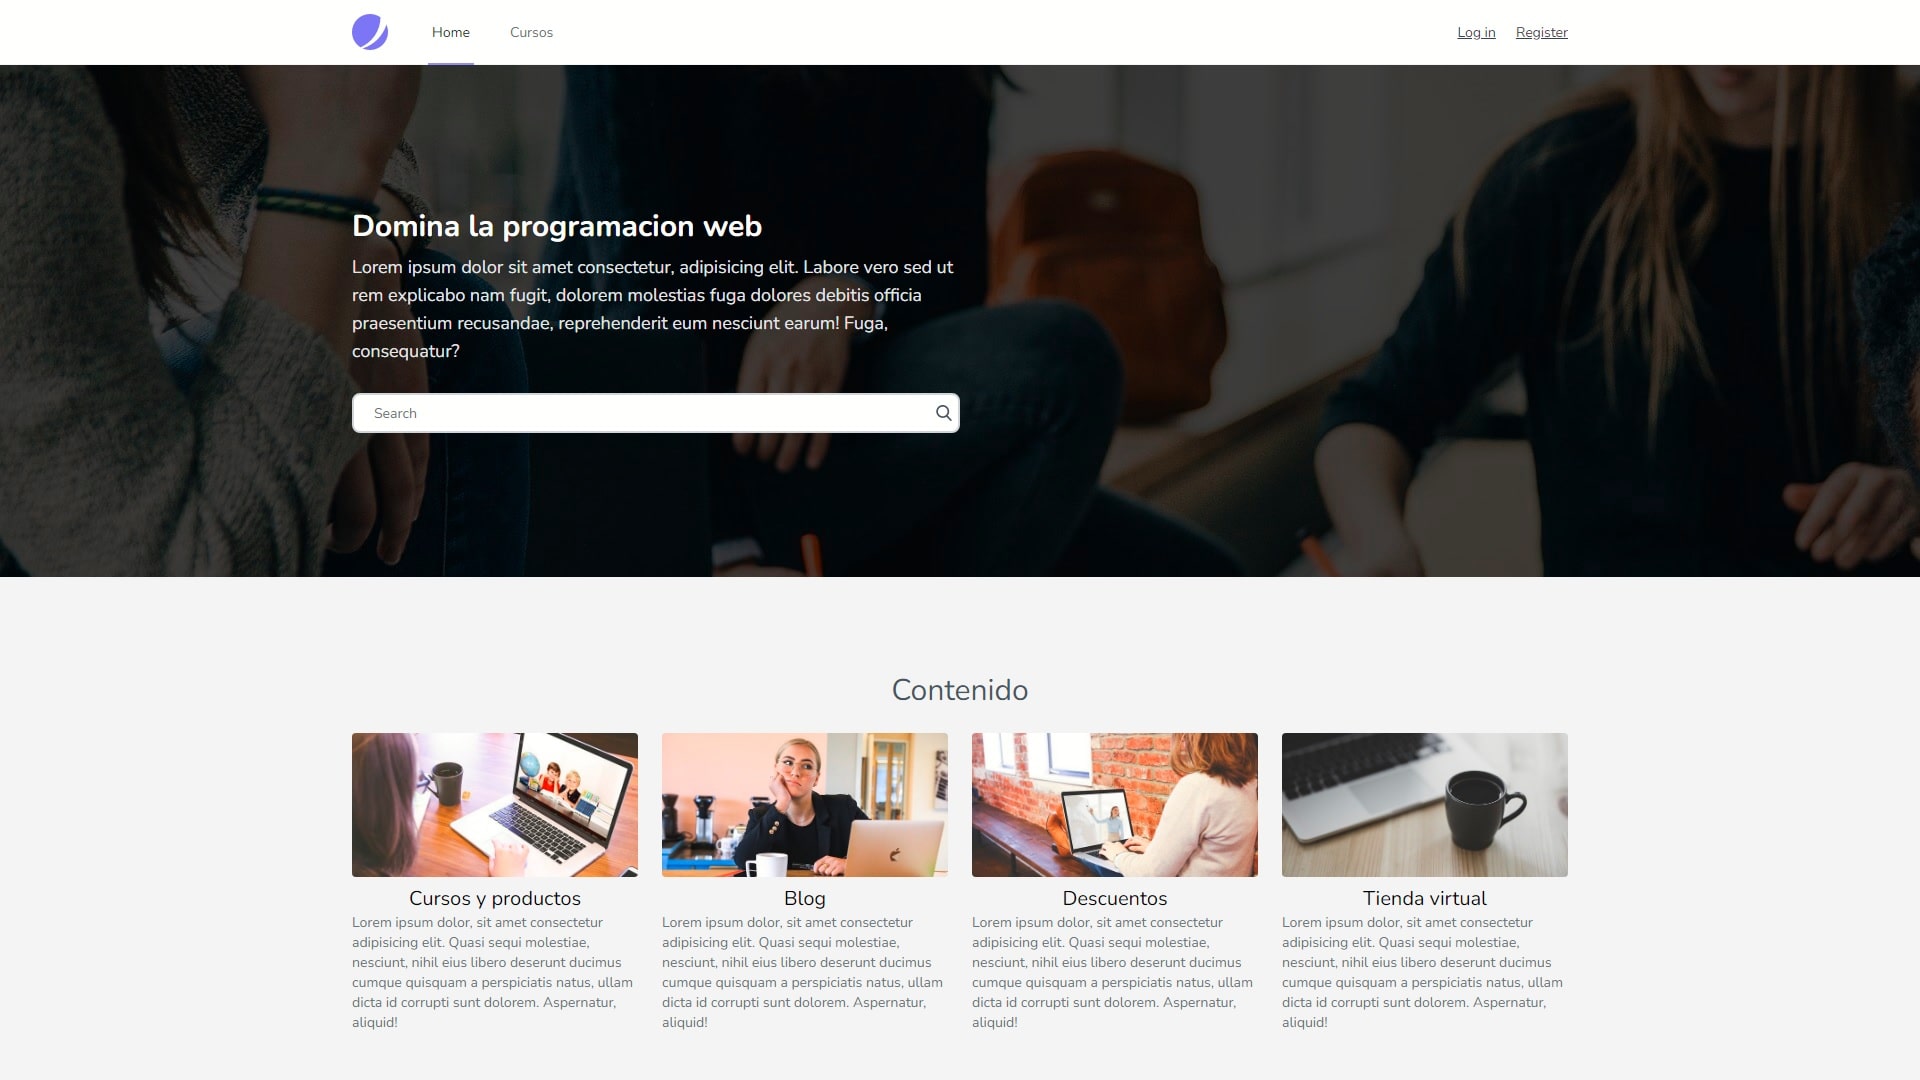 Home
Cursos
Log in
Register
Domina la programacion web
Lorem ipsum dolor sit amet consectetur, adipisicing elit. Labore vero sed ut
rem explicabo nam fugit, dolorem molestias fuga dolores debitis officia
praesentium recusandae, reprehenderit eum nesciunt earum! Fuga,
consequatur?
Search
Contenido
Cursos y productos
Lorem ipsum dolor, sit amet consectetur
adipisicing elit. Quasi sequi molestiae,
nesciunt, nihil eius libero deserunt ducimus
cumque quisquam a perspiciatis natus, ullam
dicta id corrupti sunt dolorem. Aspernatur,
aliquid!
Blog
Lorem ipsum dolor, sit amet consectetur
adipisicing elit. Quasi sequi molestiae,
nesciunt, nihil eius libero deserunt ducimus
cumque quisquam a perspiciatis natus, ullam
dicta id corrupti sunt dolorem. Aspernatur,
aliquid!
Descuentos
Lorem ipsum dolor, sit amet consectetur
adipisicing elit. Quasi sequi molestiae,
nesciunt, nihil eius libero deserunt ducimus
cumque quisquam a perspiciatis natus, ullam
dicta id corrupti sunt dolorem. Aspernatur,
aliquid!
Tienda virtual
Lorem ipsum dolor, sit amet consectetur
adipisicing elit. Quasi sequi molestiae,
nesciunt, nihil eius libero deserunt ducimus
cumque quisquam a perspiciatis natus, ullam
dicta id corrupti sunt dolorem. Aspernatur,
aliquid!